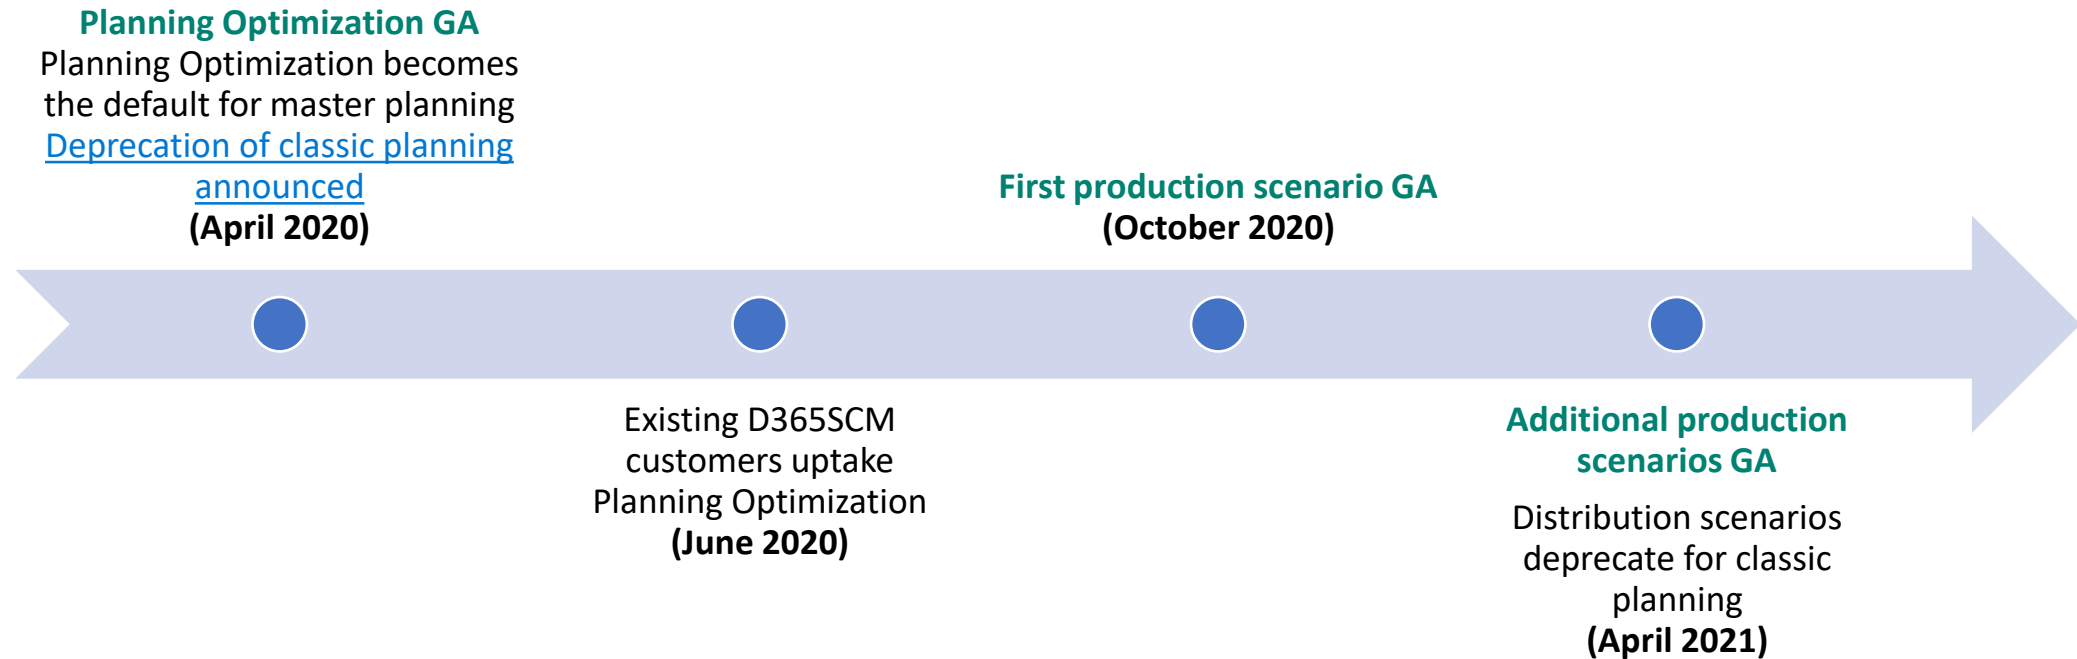 Planning Optimization GA
Planning Optimization becomes
the default for master planning
Deprecation of classic planning
announced
(April 2020)
Existing D365SCM
customers uptake
Planning Optimization
(June 2020)
First production scenario GA
(October 2020)
Additional production
scenarios GA
Distribution scenarios
deprecate for classic
planning
(April 2021)